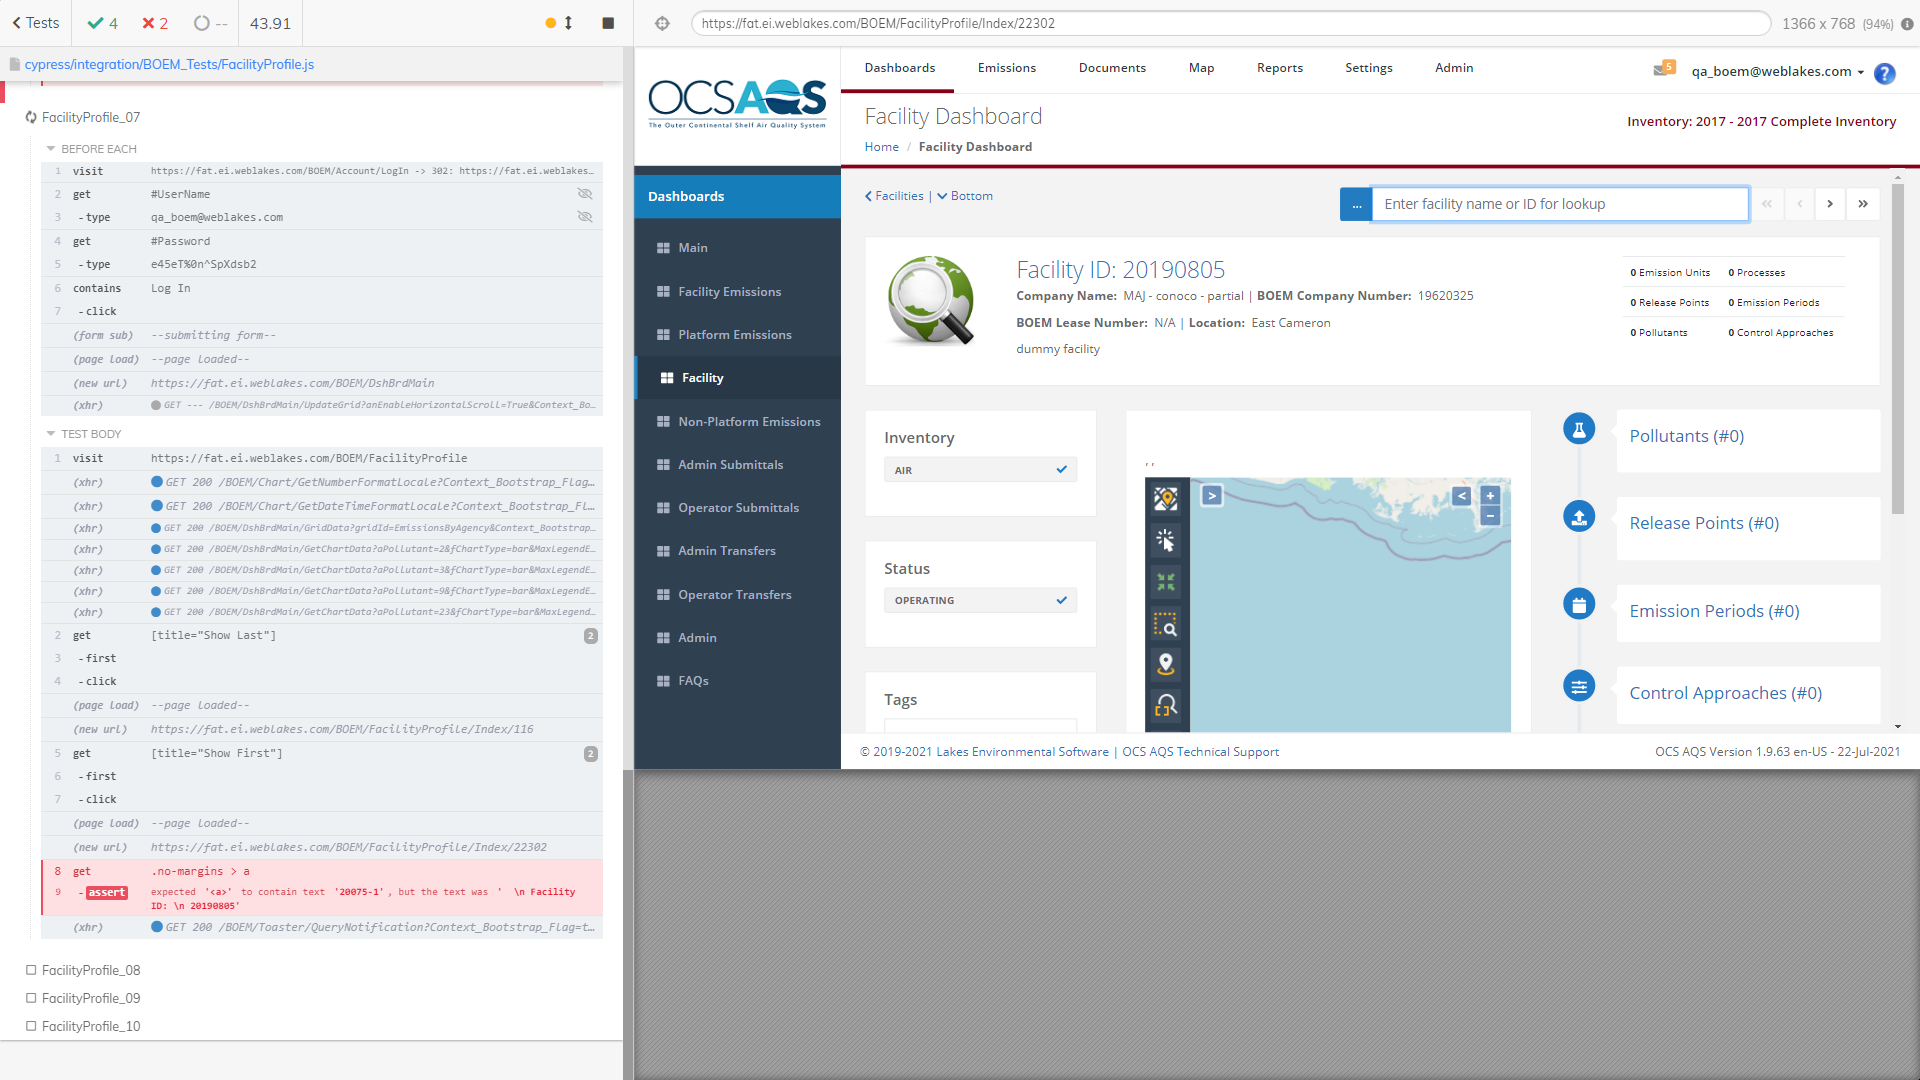 Tests
4
2
--
43.91
cypress/integration/BOEM_Tests/FacilityProfile.js
FacilityProfile_07
BEFORE EACH
1 visit https://fat.ei.weblakes.com/BOEM/Account/LogIn -> 302: https://fat.ei.weblakes...
2 get #UserName
3 -type qa_boem@weblakes.com
4 get #Password
5 -type e45eT%0n^SpXdsb2
6 contains Log In
7 -click
(form sub) --submitting form--
(page load) --page loaded--
(new url) https://fat.ei.weblakes.com/BOEM/DshBrdMain
(xhr) GET --- /BOEM/DshBrdMain/UpdateGrid?anEnableHorizontalScroll=True&Context_Bo...
TEST BODY
1 visit https://fat.ei.weblakes.com/BOEM/FacilityProfile
(xhr) GET 200 /BOEM/Chart/GetNumberFormatLocale?Context_Bootstrap_Flag...
(xhr) GET 200 /BOEM/Chart/GetDateTimeFormatLocale?Context_Bootstrap_Fl...
(xhr) GET 200 /BOEM/DshBrdMain/GridData?gridId=EmissionsByAgency&Context_Bootstrap...
(xhr) GET 200 /BOEM/DshBrdMain/GetChartData?aPollutant=2&fChartType=bar&MaxLegendE...
(xhr) GET 200 /BOEM/DshBrdMain/GetChartData?aPollutant=3&fChartType=bar&MaxLegendE...
(xhr) GET 200 /BOEM/DshBrdMain/GetChartData?aPollutant=9&fChartType=bar&MaxLegendE...
(xhr) GET 200 /BOEM/DshBrdMain/GetChartData?aPollutant=23&fChartType=bar&MaxLegend...
2 get [title="Show Last"] 2
3 -first
4 -click
(page load) --page loaded--
(new url) https://fat.ei.weblakes.com/BOEM/FacilityProfile/Index/116
5 get [title="Show First"] 2
6 -first
7 -click
(page load) --page loaded--
(new url) https://fat.ei.weblakes.com/BOEM/FacilityProfile/Index/22302
8 get .no-margins > a
9 -assert expected '<a>' to contain text '20075-1', but the text was ' \n Facility
ID: \n 20190805'
(xhr) GET 200 /BOEM/Toaster/QueryNotification?Context_Bootstrap_Flag=t...
FacilityProfile_08
FacilityProfile_09
FacilityProfile_10
https://fat.ei.weblakes.com/BOEM/FacilityProfile/Index/22302
1366 x 768 (94%)
OCSAQS
The Outer Continental Shelf Air Quality System
Dashboards
Main
Facility Emissions
Platform Emissions
Facility
Non-Platform Emissions
Admin Submittals
Operator Submittals
Admin Transfers
Operator Transfers
Admin
FAQs
Dashboards Emissions Documents Map Reports Settings Admin
5
qa_boem@weblakes.com
?
Facility Dashboard
Home / Facility Dashboard
Inventory: 2017 - 2017 Complete Inventory
Facilities | Bottom
...
Enter facility name or ID for lookup
Facility ID: 20190805
Company Name: MAJ - conoco - partial | BOEM Company Number: 19620325
BOEM Lease Number: N/A | Location: East Cameron
dummy facility
0 Emission Units 0 Processes
0 Release Points 0 Emission Periods
0 Pollutants 0 Control Approaches
Inventory
AIR
Status
OPERATING
Tags
, ,
>
<
+
−
Pollutants (#0)
Release Points (#0)
Emission Periods (#0)
Control Approaches (#0)
© 2019-2021 Lakes Environmental Software | OCS AQS Technical Support
OCS AQS Version 1.9.63 en-US - 22-Jul-2021